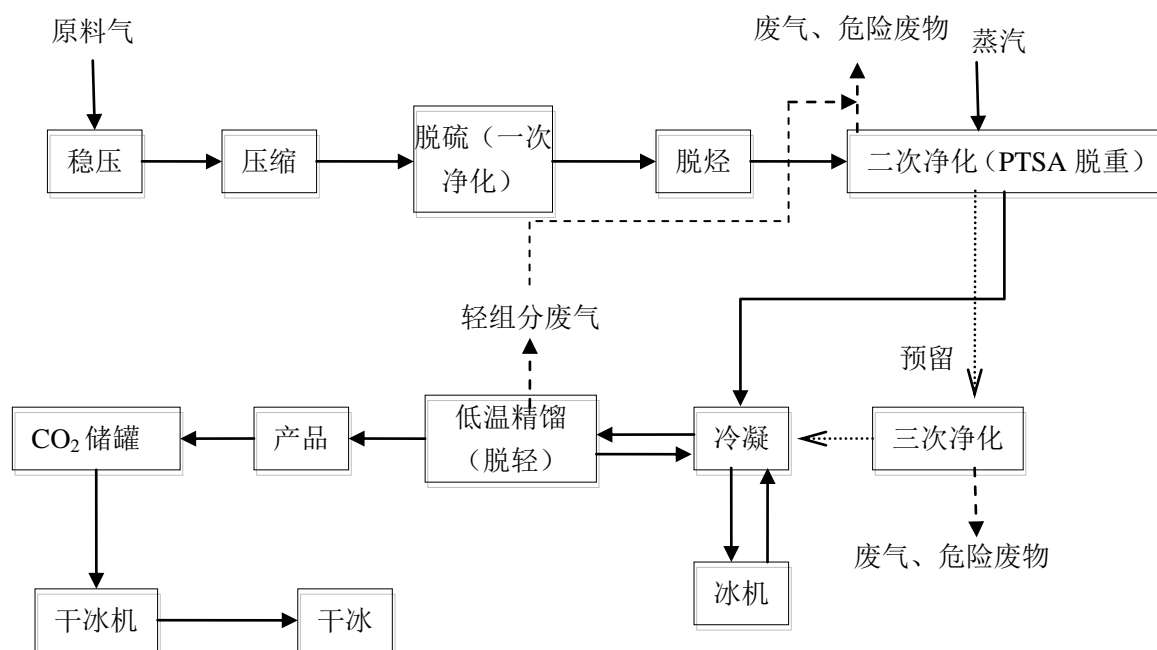 原料气
废气、危险废物
蒸汽
稳压
压缩
脱硫（一次
净化）
脱烃
二次净化（PTSA 脱重）
轻组分废气
预留
CO₂ 储罐
产品
低温精馏
（脱轻）
冷凝
三次净化
废气、危险废物
冰机
干冰机
干冰